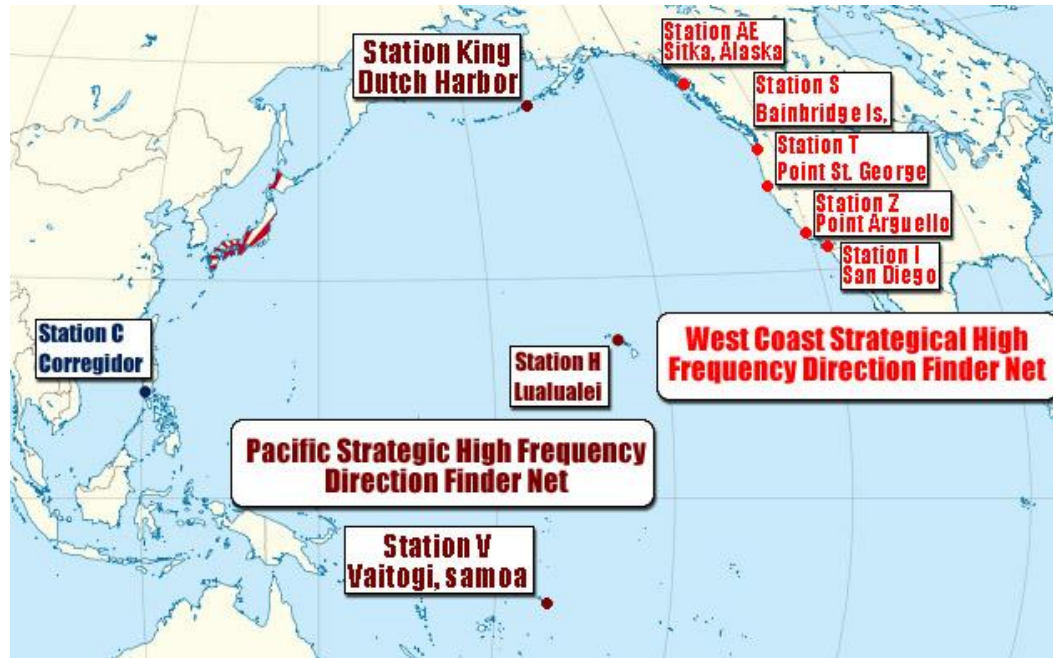 Station King
Dutch Harbor
Station AE
Sitka, Alaska
Station S
Bainbridge Is,
Station T
Point St. George
Station Z
Point Arguello
Station I
San Diego
Station C
Corregidor
Station H
Lualualei
West Coast Strategical High
Frequency Direction Finder Net
Pacific Strategic High Frequency
Direction Finder Net
Station V
Vaitogi, samoa